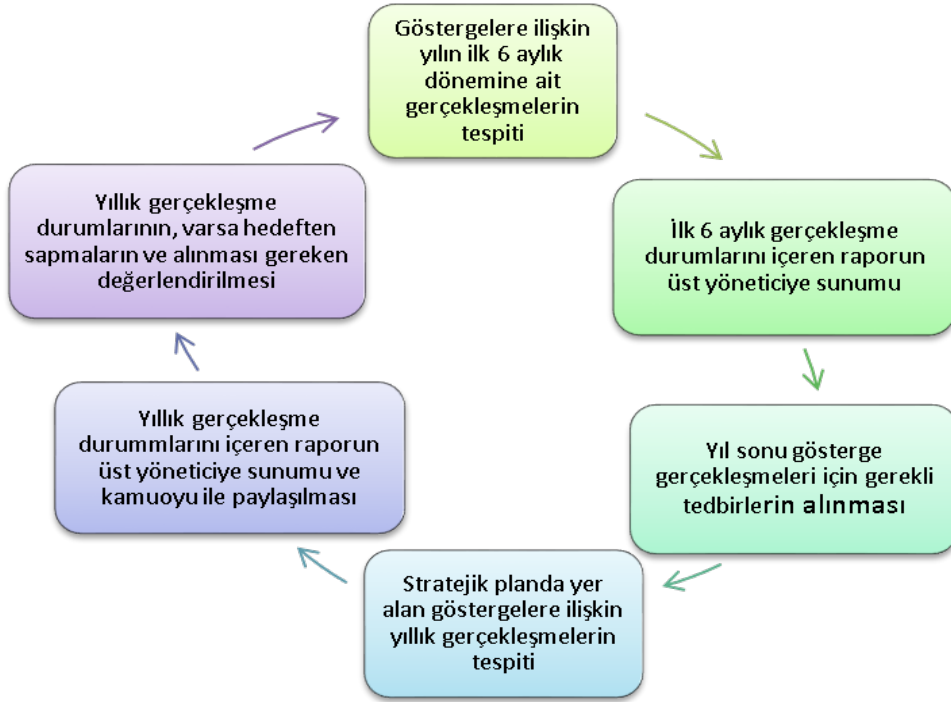 Göstergelere ilişkin
yılın ilk 6 aylık
dönemine ait
gerçekleşmelerin
tespiti
İlk 6 aylık gerçekleşme
durumlarını içeren raporun
üst yöneticiye sunumu
Yıl sonu gösterge
gerçekleşmeleri için gerekli
tedbirlerin alınması
Stratejik planda yer
alan göstergelere ilişkin
yıllık gerçekleşmelerin
tespiti
Yıllık gerçekleşme
durummlarını içeren raporun
üst yöneticiye sunumu ve
kamuoyu ile paylaşılması
Yıllık gerçekleşme
durumlarının, varsa hedeften
sapmaların ve alınması gereken
değerlendirilmesi